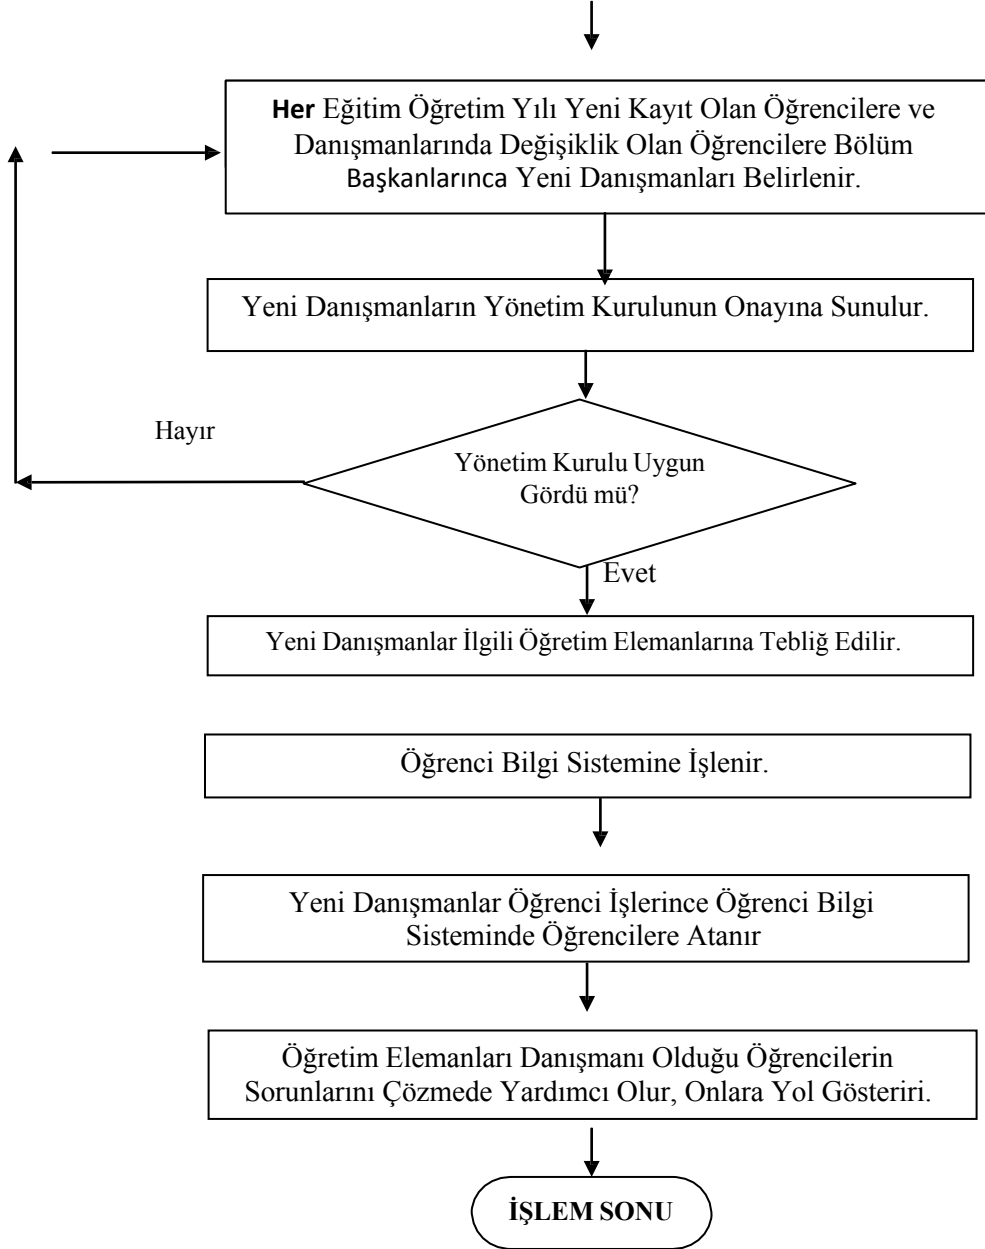 Her Eğitim Öğretim Yılı Yeni Kayıt Olan Öğrencilere ve
Danışmanlarında Değişiklik Olan Öğrencilere Bölüm
Başkanlarınca Yeni Danışmanları Belirlenir.
Yeni Danışmanların Yönetim Kurulunun Onayına Sunulur.
Hayır
Yönetim Kurulu Uygun
Gördü mü?
Evet
Yeni Danışmanlar İlgili Öğretim Elemanlarına Tebliğ Edilir.
Öğrenci Bilgi Sistemine İşlenir.
Yeni Danışmanlar Öğrenci İşlerince Öğrenci Bilgi
Sisteminde Öğrencilere Atanır
Öğretim Elemanları Danışmanı Olduğu Öğrencilerin
Sorunlarını Çözmede Yardımcı Olur, Onlara Yol Gösteriri.
İŞLEM SONU